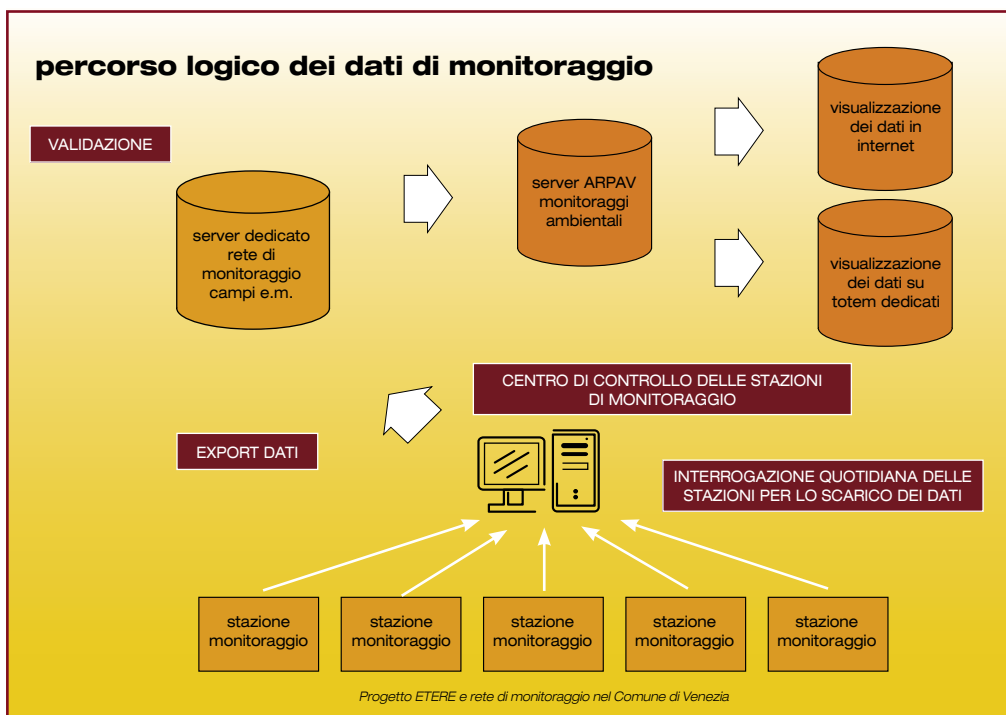 percorso logico dei dati di monitoraggio
VALIDAZIONE
server dedicato
rete di
monitoraggio
campi e.m.
server ARPAV
monitoraggi
ambientali
visualizzazione
dei dati in
internet
visualizzazione
dei dati su
totem dedicati
CENTRO DI CONTROLLO DELLE STAZIONI
DI MONITORAGGIO
EXPORT DATI
INTERROGAZIONE QUOTIDIANA DELLE
STAZIONI PER LO SCARICO DEI DATI
stazione
monitoraggio
stazione
monitoraggio
stazione
monitoraggio
stazione
monitoraggio
stazione
monitoraggio
Progetto ETERE e rete di monitoraggio nel Comune di Venezia